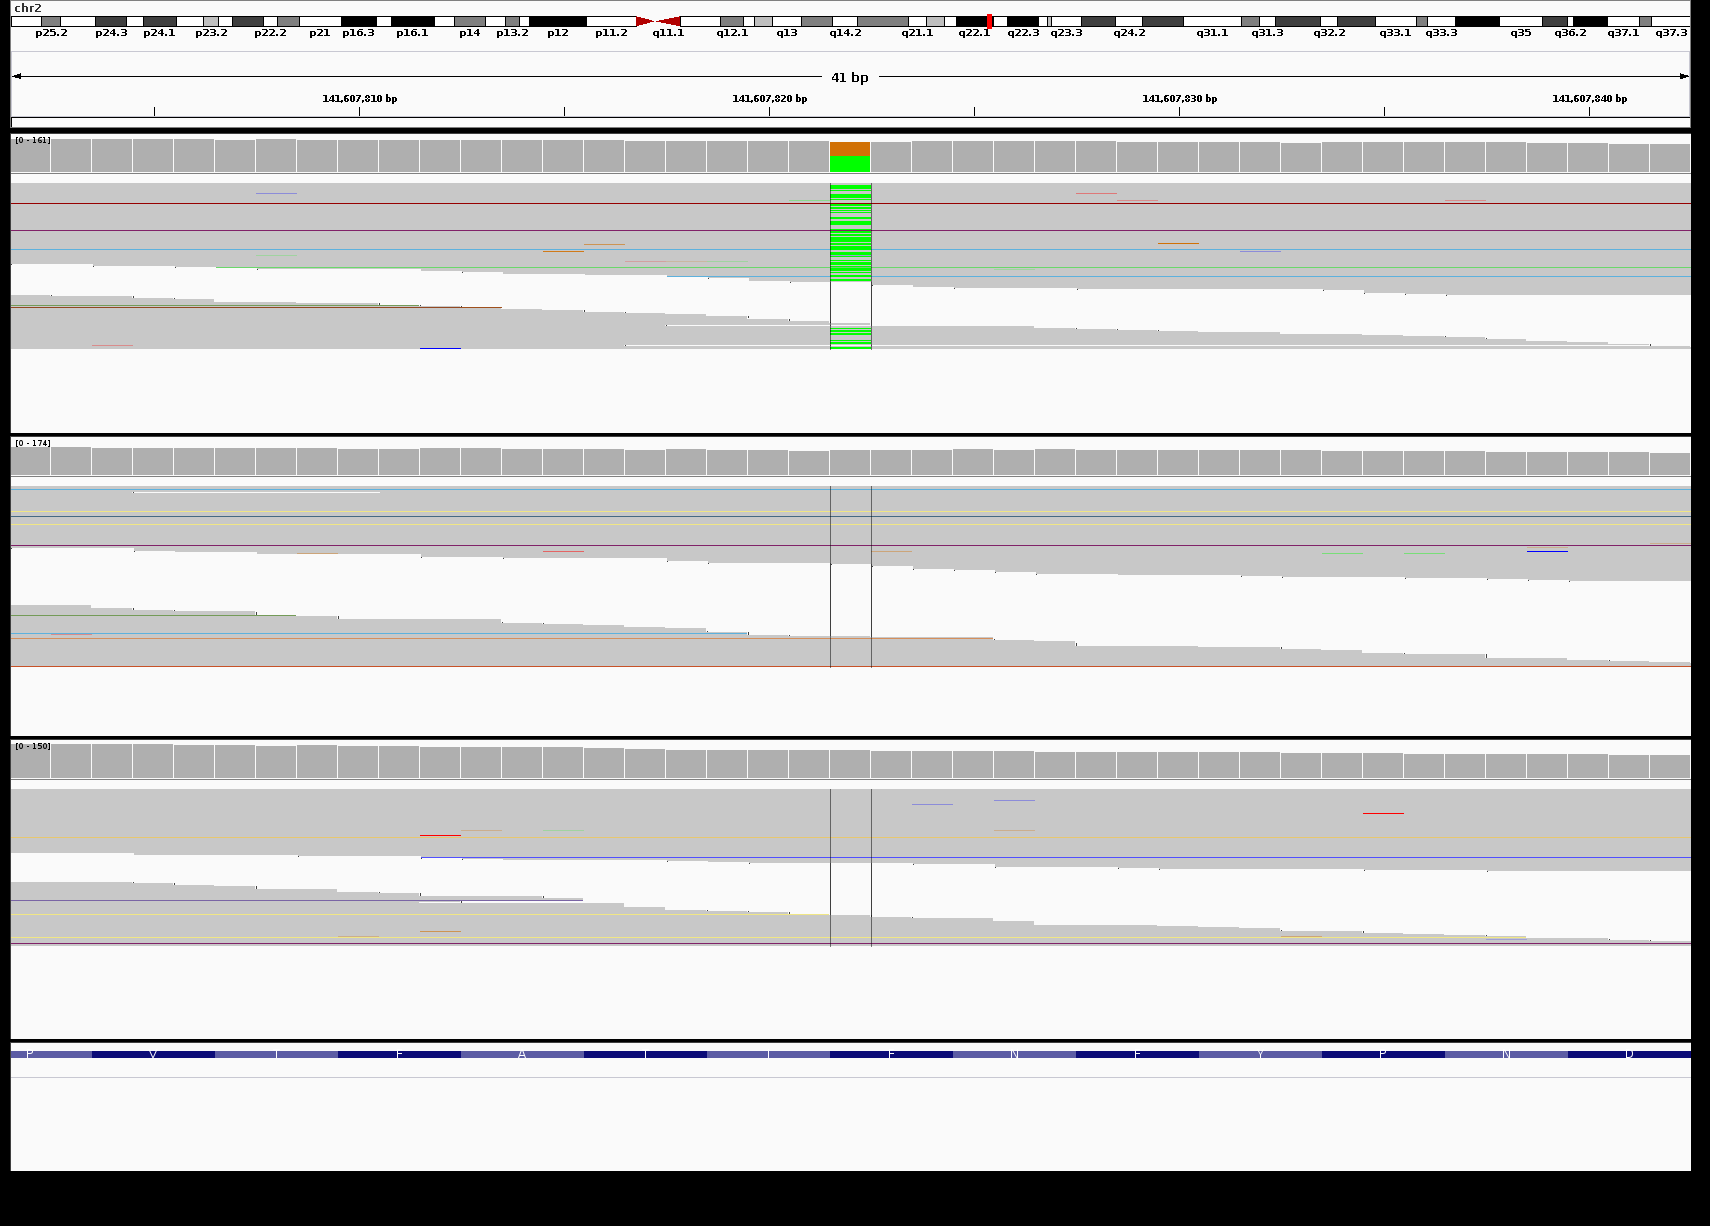 chr2
p25.2 p24.3 p24.1 p23.2 p22.2 p21 p16.3 p16.1 p14 p13.2 p12 p11.2 q11.1 q12.1 q13 q14.2 q21.1 q22.1 q22.3 q23.3 q24.2 q31.1 q31.3 q32.2 q33.1 q33.3 q35 q36.2 q37.1 q37.3
41 bp
141,607,810 bp 141,607,820 bp 141,607,830 bp 141,607,840 bp
[0 - 161]
[0 - 174]
[0 - 150]
P V A N Y P N D